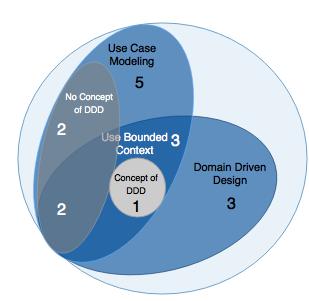 Use Case
Modeling
5
No Concept
of DDD
2
Use Bounded
Context
3
Concept of
DDD
1
Domain Driven
Design
3
2